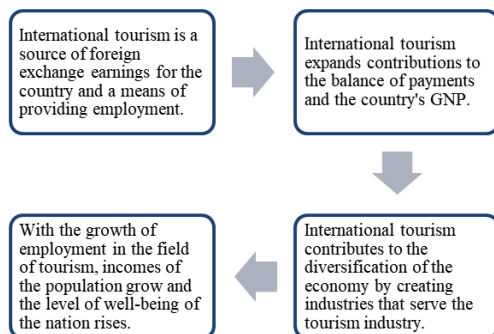 International tourism is a
source of foreign
exchange earnings for the
country and a means of
providing employment.
International tourism
expands contributions to
the balance of payments
and the country's GNP.
International tourism
contributes to the
diversification of the
economy by creating
industries that serve the
tourism industry.
With the growth of
employment in the field
of tourism, incomes of
the population grow and
the level of well-being of
the nation rises.